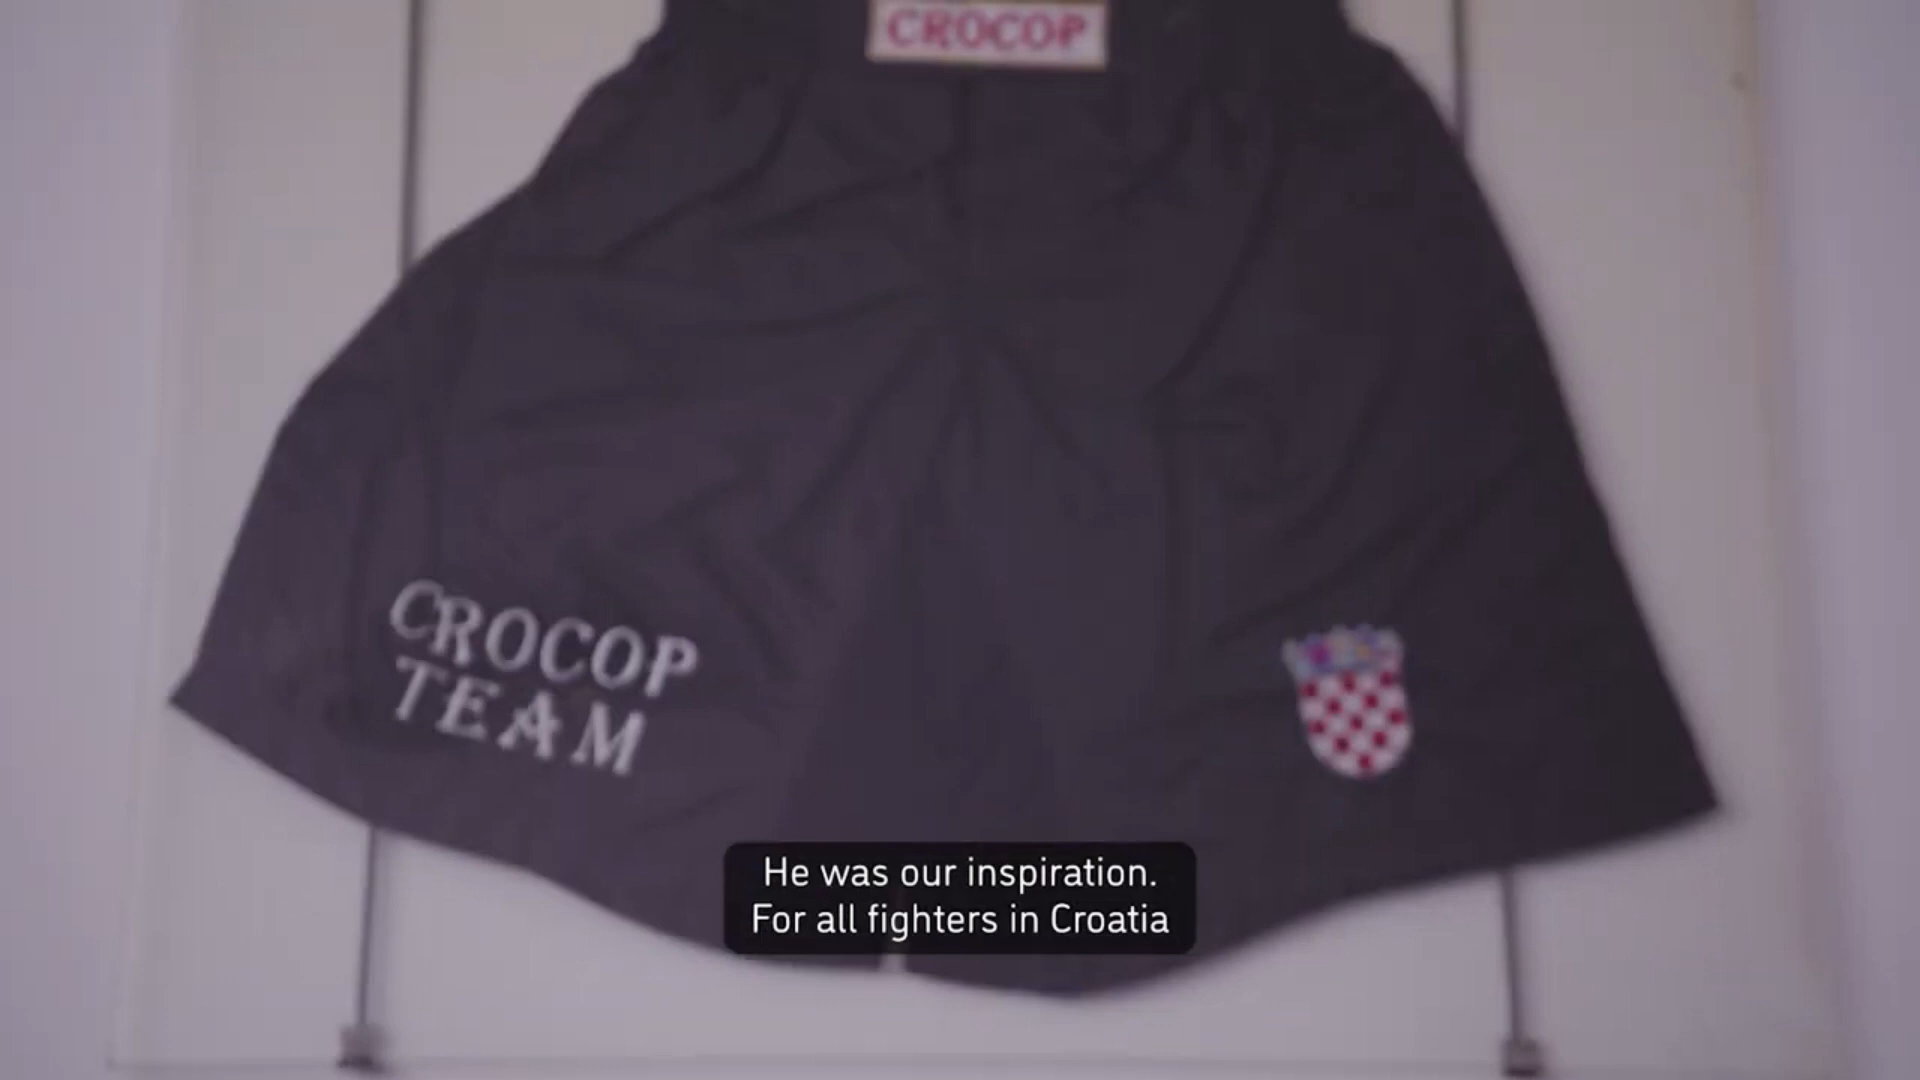 CROCOP
CROCOP
TEAM
He was our inspiration.
For all fighters in Croatia